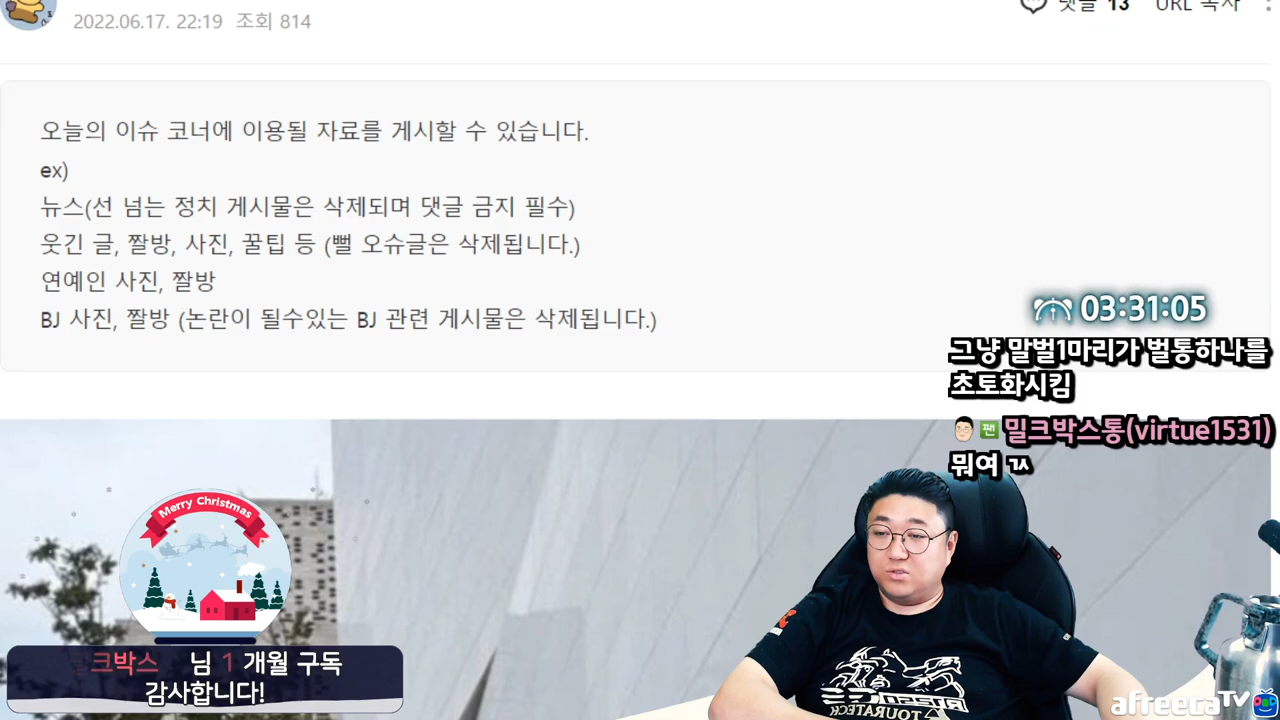 댓글 13 URL 복사
2022.06.17. 22:19 조회 814
오늘의 이슈 코너에 이용될 자료를 게시할 수 있습니다.
ex)
뉴스(선 넘는 정치 게시물은 삭제되며 댓글 금지 필수)
웃긴 글, 짤방, 사진, 꿀팁 등 (뻘 오슈글은 삭제됩니다.)
연예인 사진, 짤방
BJ 사진, 짤방 (논란이 될수있는 BJ 관련 게시물은 삭제됩니다.)
03:31:05
그냥 말벌1마리가 벌통하나를
초토화시킴
팬 밀크박스통(virtue1531)
뭐여 ㄳ
Merry Christmas
크박스 님 1 개월 구독
감사합니다!
TOURATECH
afreecaTV